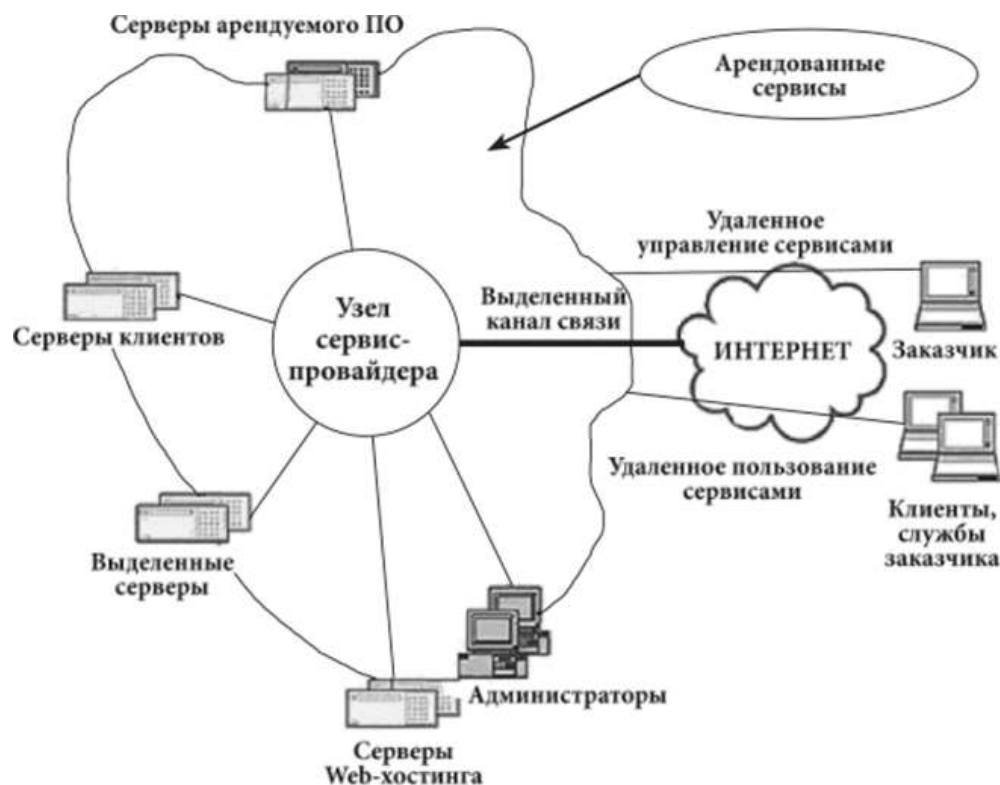 Серверы арендуемого ПО
Арендованные
сервисы
Удаленное
управление сервисами
Выделенный
канал связи
Узел
сервис-
провайдера
ИНТЕРНЕТ
Заказчик
Серверы клиентов
Удаленное пользование
сервисами
Клиенты,
службы
заказчика
Выделенные
серверы
Администраторы
Серверы
Web-хостинга